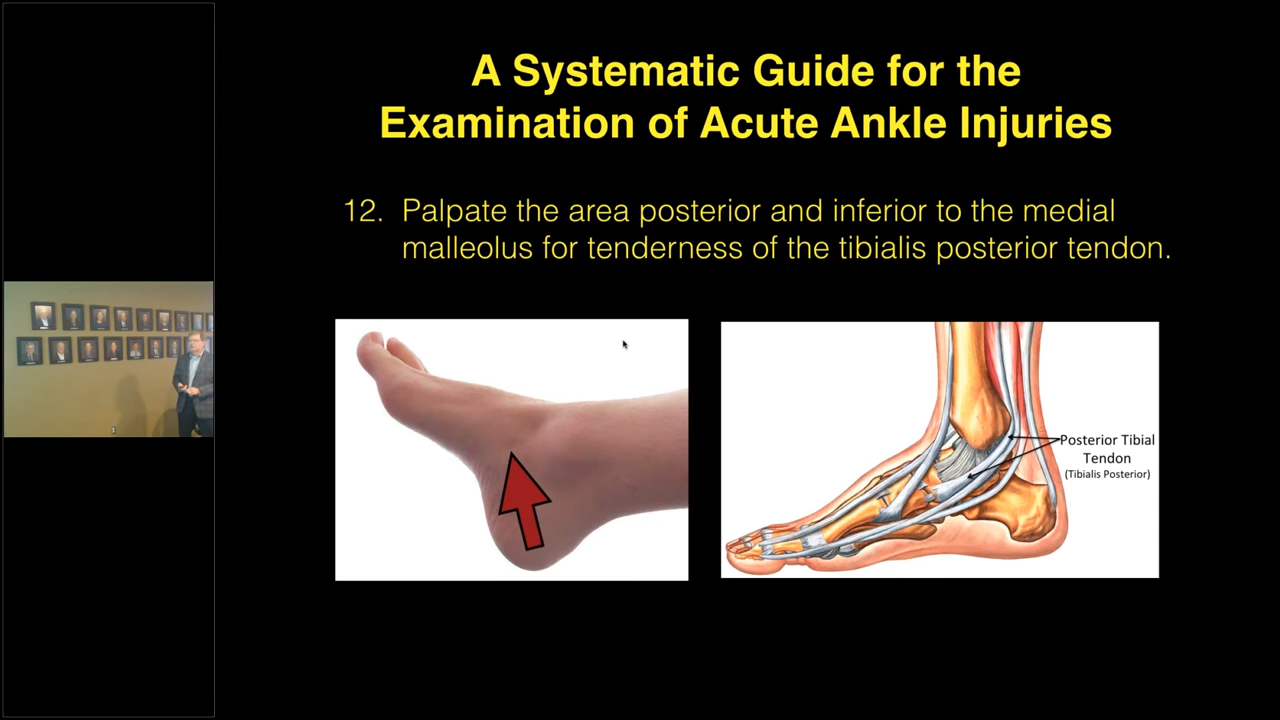 A Systematic Guide for the
Examination of Acute Ankle Injuries
12. Palpate the area posterior and inferior to the medial
malleolus for tenderness of the tibialis posterior tendon.
Posterior Tibial
Tendon
(Tibialis Posterior)